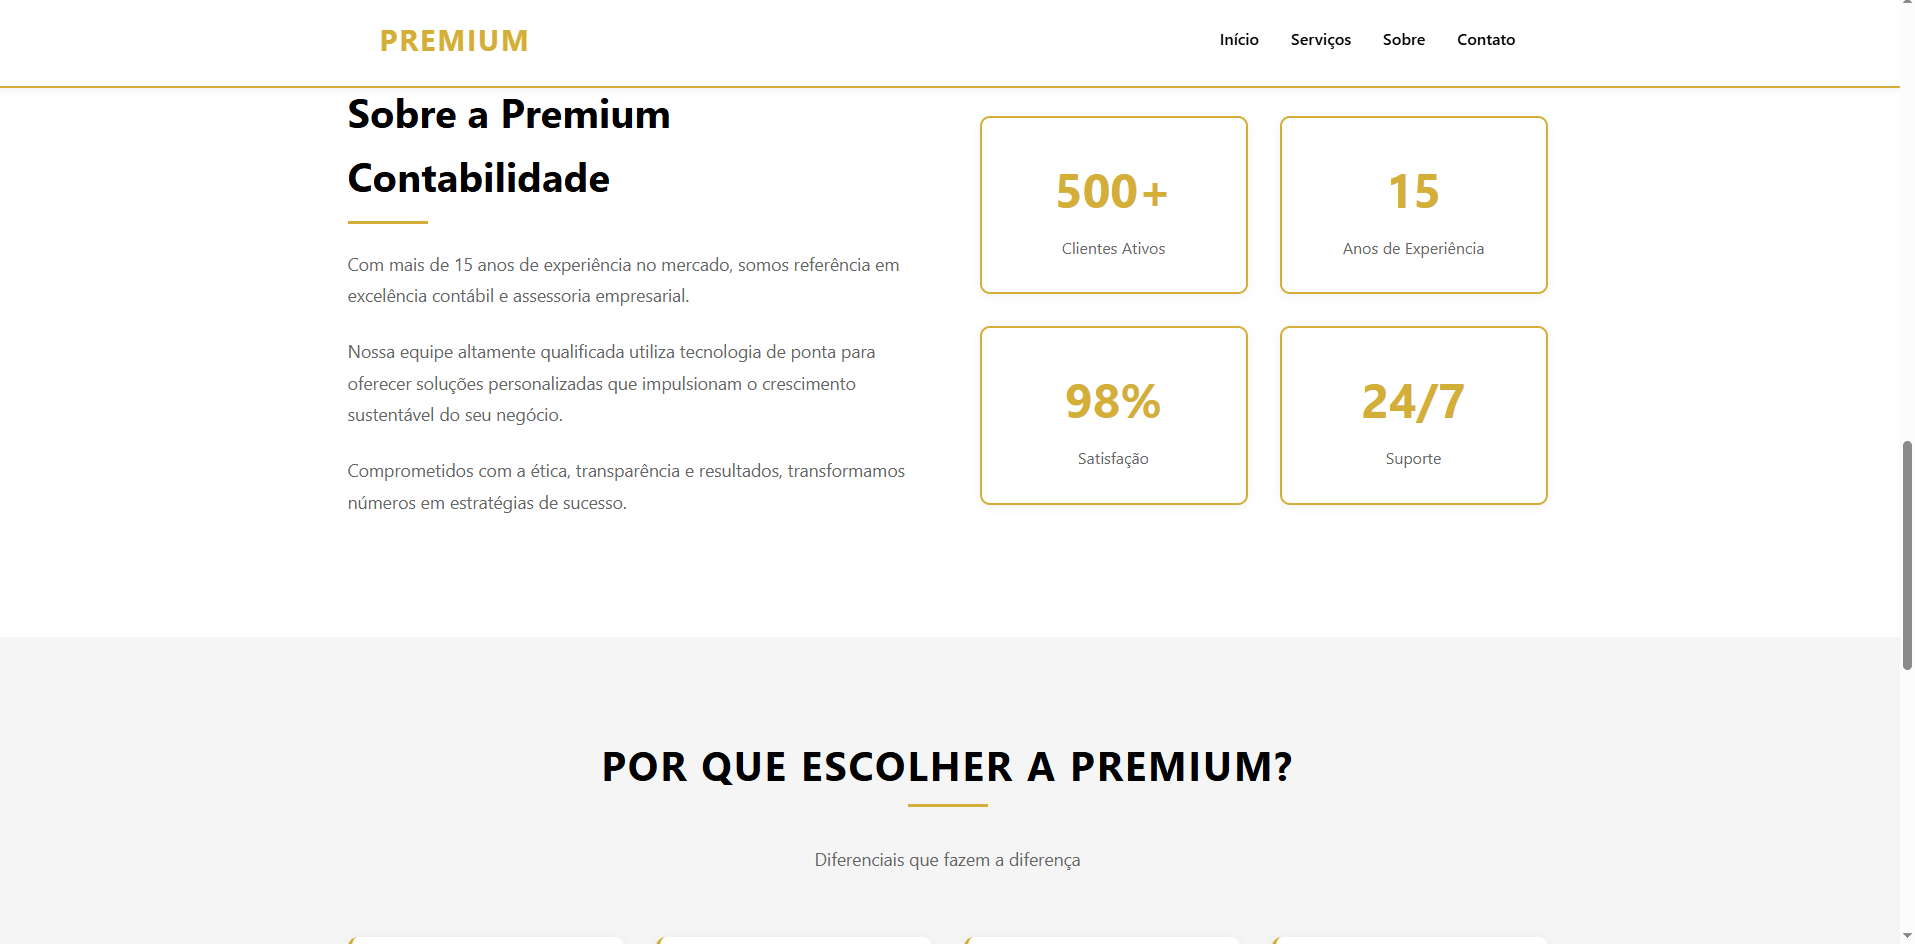 PREMIUM
Início Serviços Sobre Contato
Sobre a Premium
Contabilidade
Com mais de 15 anos de experiência no mercado, somos referência em
excelência contábil e assessoria empresarial.
Nossa equipe altamente qualificada utiliza tecnologia de ponta para
oferecer soluções personalizadas que impulsionam o crescimento
sustentável do seu negócio.
Comprometidos com a ética, transparência e resultados, transformamos
números em estratégias de sucesso.
500+
Clientes Ativos
15
Anos de Experiência
98%
Satisfação
24/7
Suporte
POR QUE ESCOLHER A PREMIUM?
Diferenciais que fazem a diferença